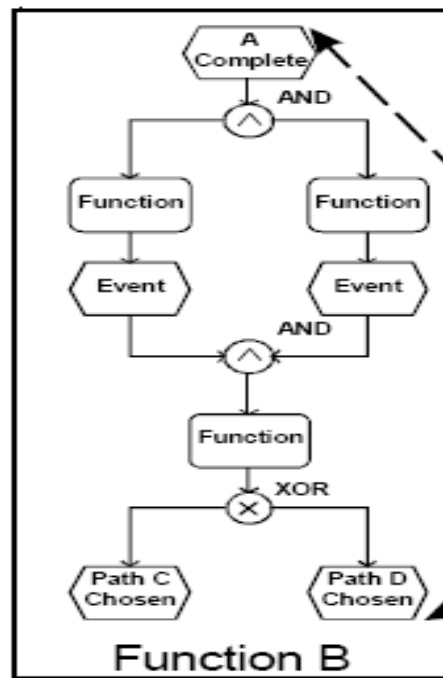 A
Complete
AND
^
Function
Function
Event
Event
AND
^
Function
XOR
×
Path C
Chosen
Path D
Chosen
Function B